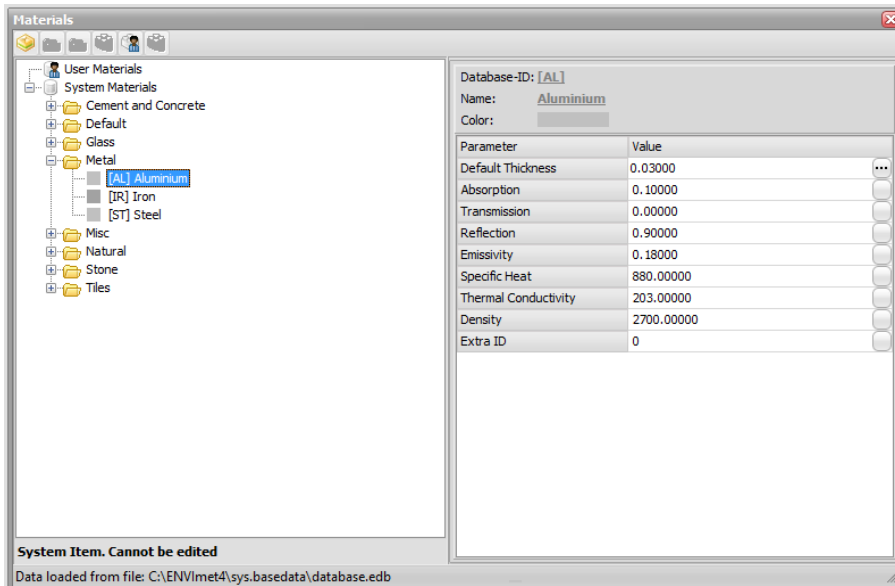 Materials
User Materials
System Materials
Cement and Concrete
Default
Glass
Metal
[AL] Aluminium
[IR] Iron
[ST] Steel
Misc
Natural
Stone
Tiles
System Item. Cannot be edited
Database-ID: [AL]
Name: Aluminium
Color:
Parameter Value
Default Thickness 0.03000
Absorption 0.10000
Transmission 0.00000
Reflection 0.90000
Emissivity 0.18000
Specific Heat 880.00000
Thermal Conductivity 203.00000
Density 2700.00000
Extra ID 0
Data loaded from file: C:\ENVImet4\sys.basedata\database.edb